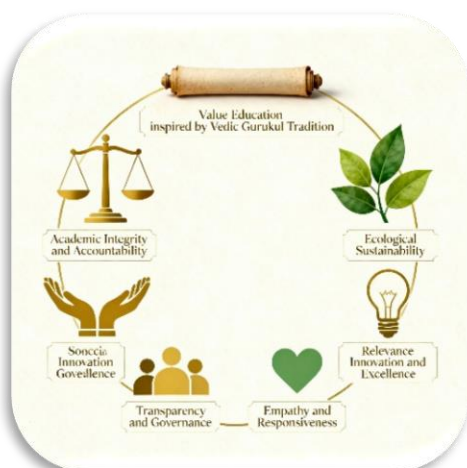 Value Education
inspired by Vedic Gurukul Tradition
Academic Integrity
and Accountability
Ecological
Sustainability
Sonccia
Innovation
Govellence
Relevance
Innovation and
Excellence
Transparency
and Governance
Empathy and
Responsiveness